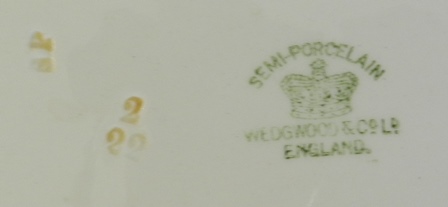 SEMI-PORCELAIN
WEDGWOOD & Co LD
ENGLAND.
2
22